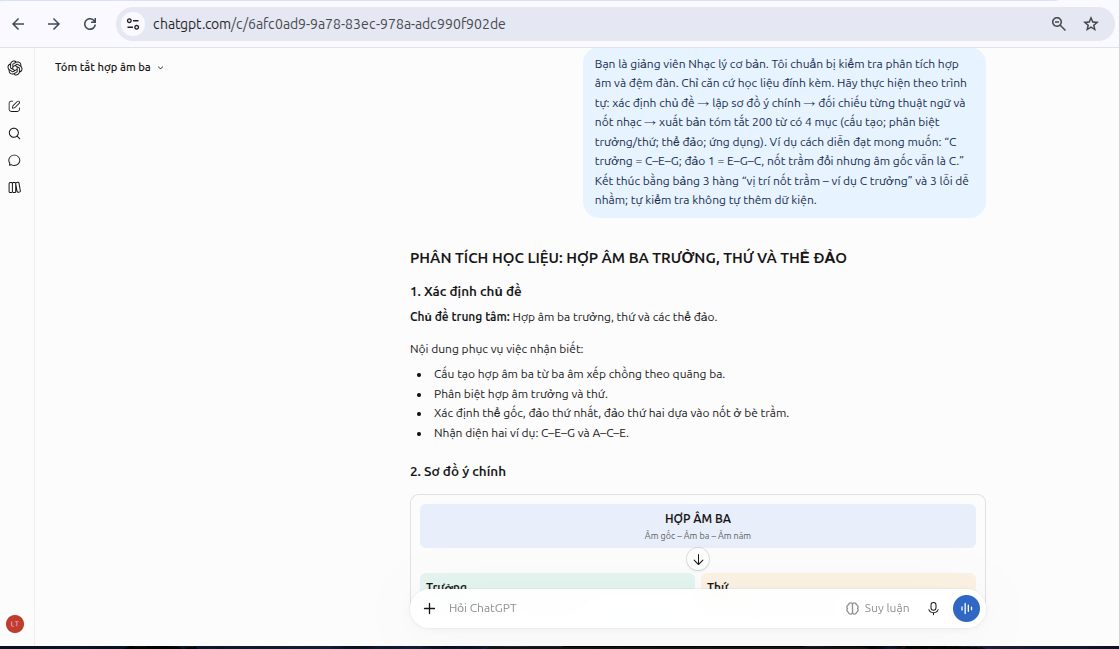 chatgpt.com/c/6afc0ad9-9a78-83ec-978a-adc990f902de
Tóm tắt hợp âm ba
Bạn là giảng viên Nhạc lý cơ bản. Tôi chuẩn bị kiểm tra phân tích hợp
âm và đệm đàn. Chỉ căn cứ học liệu đính kèm. Hãy thực hiện theo trình
tự: xác định chủ đề → lập sơ đồ ý chính → đối chiếu từng thuật ngữ và
nốt nhạc → xuất bản tóm tắt 200 từ có 4 mục (cấu tạo; phân biệt
trưởng/thứ; thể đảo; ứng dụng). Ví dụ cách diễn đạt mong muốn: “C
trưởng = C–E–G; đảo 1 = E–G–C, nốt trầm đổi nhưng âm gốc vẫn là C.”
Kết thúc bằng bảng 3 hàng “vị trí nốt trầm – ví dụ C trưởng” và 3 lỗi dễ
nhầm; tự kiểm tra không tự thêm dữ kiện.
PHÂN TÍCH HỌC LIỆU: HỢP ÂM BA TRƯỞNG, THỨ VÀ THỂ ĐẢO
1. Xác định chủ đề
Chủ đề trung tâm: Hợp âm ba trưởng, thứ và các thể đảo.
Nội dung phục vụ việc nhận biết:
• Cấu tạo hợp âm ba từ ba âm xếp chồng theo quãng ba.
• Phân biệt hợp âm trưởng và thứ.
• Xác định thể gốc, đảo thứ nhất, đảo thứ hai dựa vào nốt ở bè trầm.
• Nhận diện hai ví dụ: C–E–G và A–C–E.
2. Sơ đồ ý chính
HỢP ÂM BA
Âm gốc – Âm ba – Âm năm
Trưởng
Thứ
Hỏi ChatGPT
Suy luận
LT